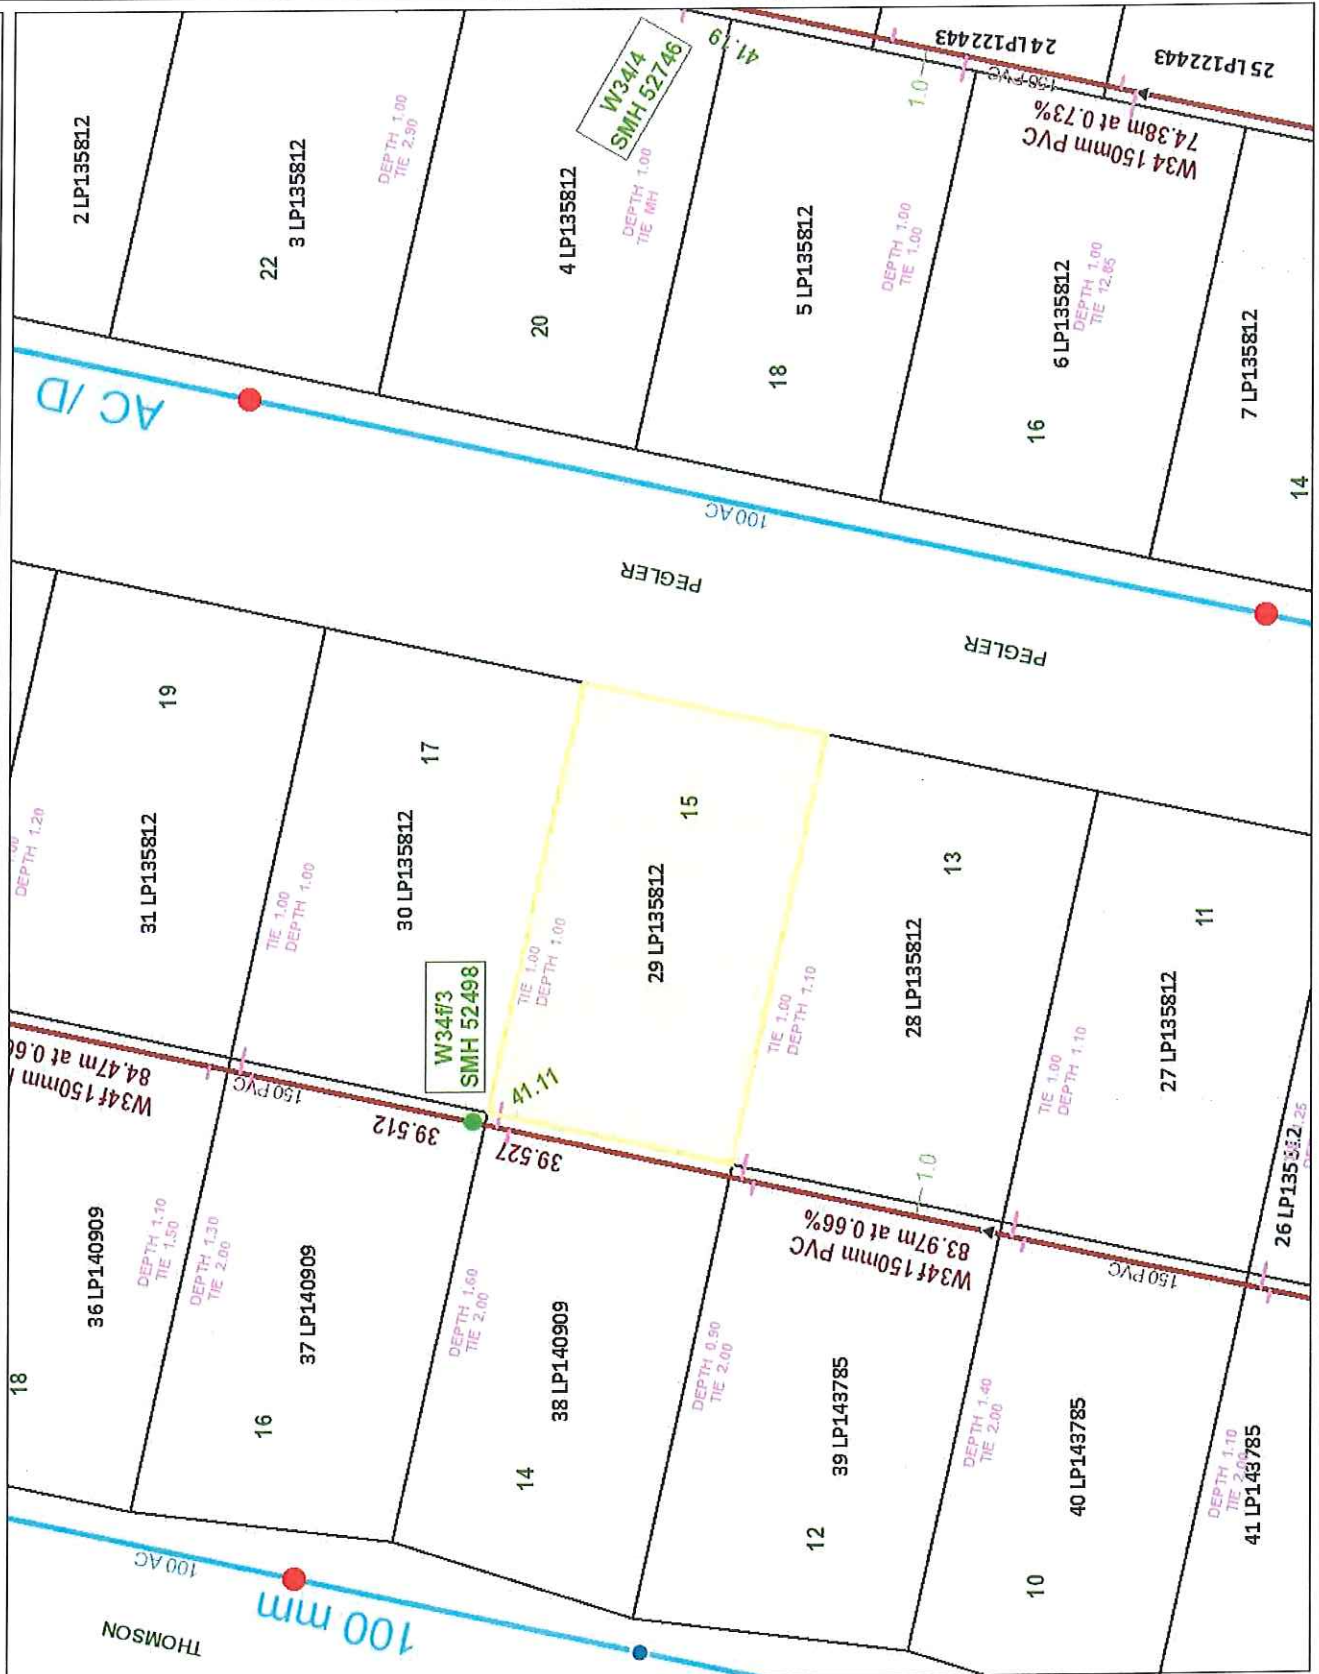 2 LP135812
22
3 LP135812
DEPTH 1.00
TIE 2.90
20
4 LP135812
DEPTH 1.00
TIE MH
W34/4
SMH 52746
41.19
18
5 LP135812
DEPTH 1.00
TIE 1.00
1.0
24 LP122443
25 LP122443
150 PVC
W34 150mm PVC
74.38m at 0.73%
16
6 LP135812
DEPTH 1.00
TIE 12.65
7 LP135812
14
AC /D
100 AC
PEGLER
PEGLER
DEPTH 1.20
31 LP135812
19
TIE 1.00
DEPTH 1.00
30 LP135812
17
W34f/3
SMH 52498
41.11
TIE 1.00
DEPTH 1.00
29 LP135812
15
TIE 1.00
DEPTH 1.10
28 LP135812
13
TIE 1.00
DEPTH 1.10
27 LP135812
11
W34f 150mm
84.47m at 0.6
150 PVC
39.512
39.527
1.0
W34f 150mm PVC
83.97m at 0.66%
150 PVC
18
36 LP140909
DEPTH 1.10
TIE 1.50
DEPTH 1.30
TIE 2.00
16
37 LP140909
DEPTH 1.60
TIE 2.00
14
38 LP140909
DEPTH 0.90
TIE 2.00
12
39 LP143785
DEPTH 1.40
TIE 2.00
10
40 LP143785
DEPTH 1.10
TIE 2.00
41 LP143785
26 LP135812
100 AC
100 mm
THOMSON